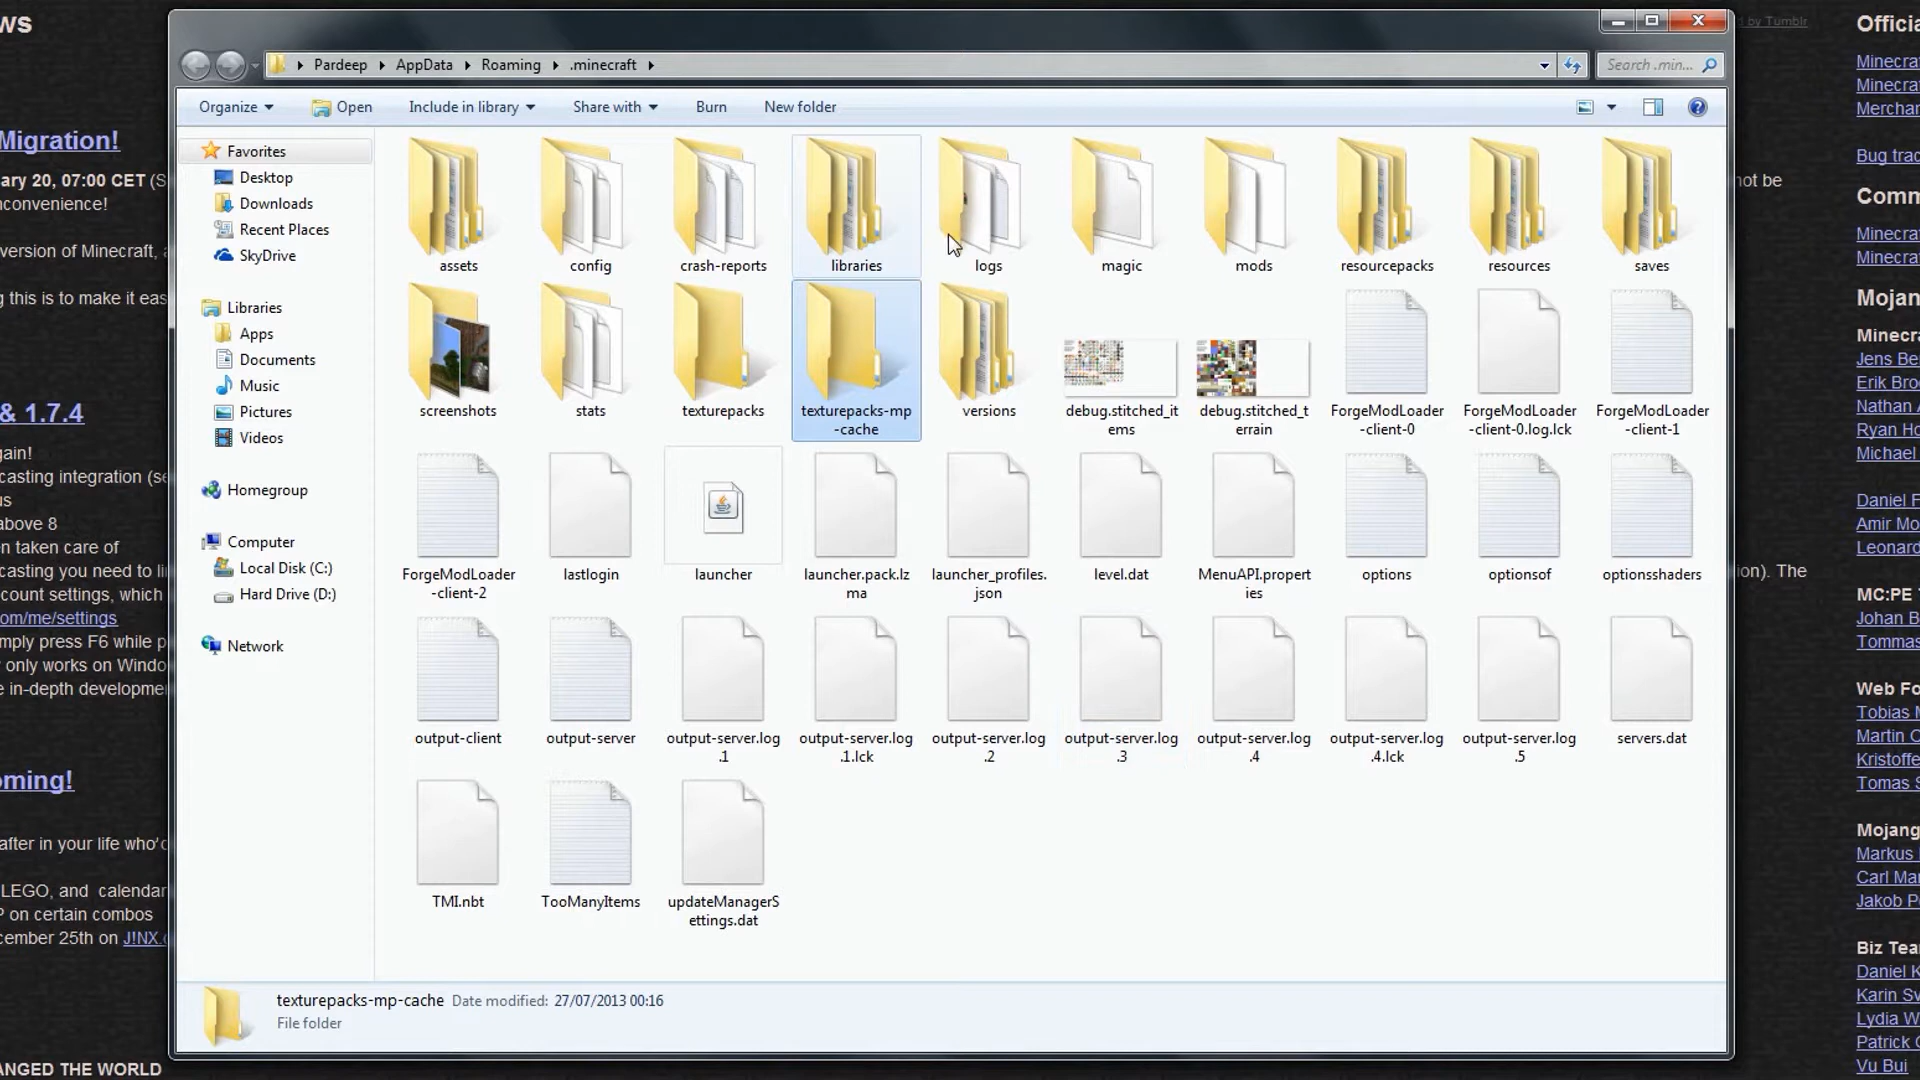 ws
d by Tumblr
Migration!
ary 20, 07:00 CET (S
nconvenience!
version of Minecraft, a
g this is to make it eas
not be
& 1.7.4
gain!
casting integration (se
us
above 8
n taken care of
casting you need to li
count settings, which
om/me/settings
mply press F6 while p
only works on Windo
e in-depth developme
ion). The
oming!
after in your life who'd
LEGO, and calendar
P on certain combos
cember 25th on J!NX.
ANGED THE WORLD
Pardeep
AppData
Roaming
.minecraft
Search .min...
Organize
Open
Include in library
Share with
Burn
New folder
Favorites
Desktop
Downloads
Recent Places
SkyDrive
Libraries
Apps
Documents
Music
Pictures
Videos
Homegroup
Computer
Local Disk (C:)
Hard Drive (D:)
Network
assets
config
crash-reports
libraries
logs
magic
mods
resourcepacks
resources
saves
screenshots
stats
texturepacks
texturepacks-mp
-cache
versions
debug.stitched_it
ems
debug.stitched_t
errain
ForgeModLoader
-client-0
ForgeModLoader
-client-0.log.lck
ForgeModLoader
-client-1
ForgeModLoader
-client-2
lastlogin
launcher
launcher.pack.lz
ma
launcher_profiles.
json
level.dat
MenuAPI.propert
ies
options
optionsof
optionsshaders
output-client
output-server
output-server.log
.1
output-server.log
.1.lck
output-server.log
.2
output-server.log
.3
output-server.log
.4
output-server.log
.4.lck
output-server.log
.5
servers.dat
TMI.nbt
TooManyItems
updateManagerS
ettings.dat
texturepacks-mp-cache Date modified: 27/07/2013 00:16
File folder
Officia
Minecra
Minecra
Merchan
Bug trac
Comm
Minecra
Minecra
Mojan
Minecra
Jens Be
Erik Bro
Nathan A
Ryan Ho
Michael
Daniel F
Amir Mo
Leonard
MC:PE T
Johan B
Tommas
Web Fo
Tobias M
Martin O
Kristoffe
Tomas S
Mojang
Markus
Carl Ma
Jakob P
Biz Tea
Daniel K
Karin Sv
Lydia W
Patrick G
Vu Bui